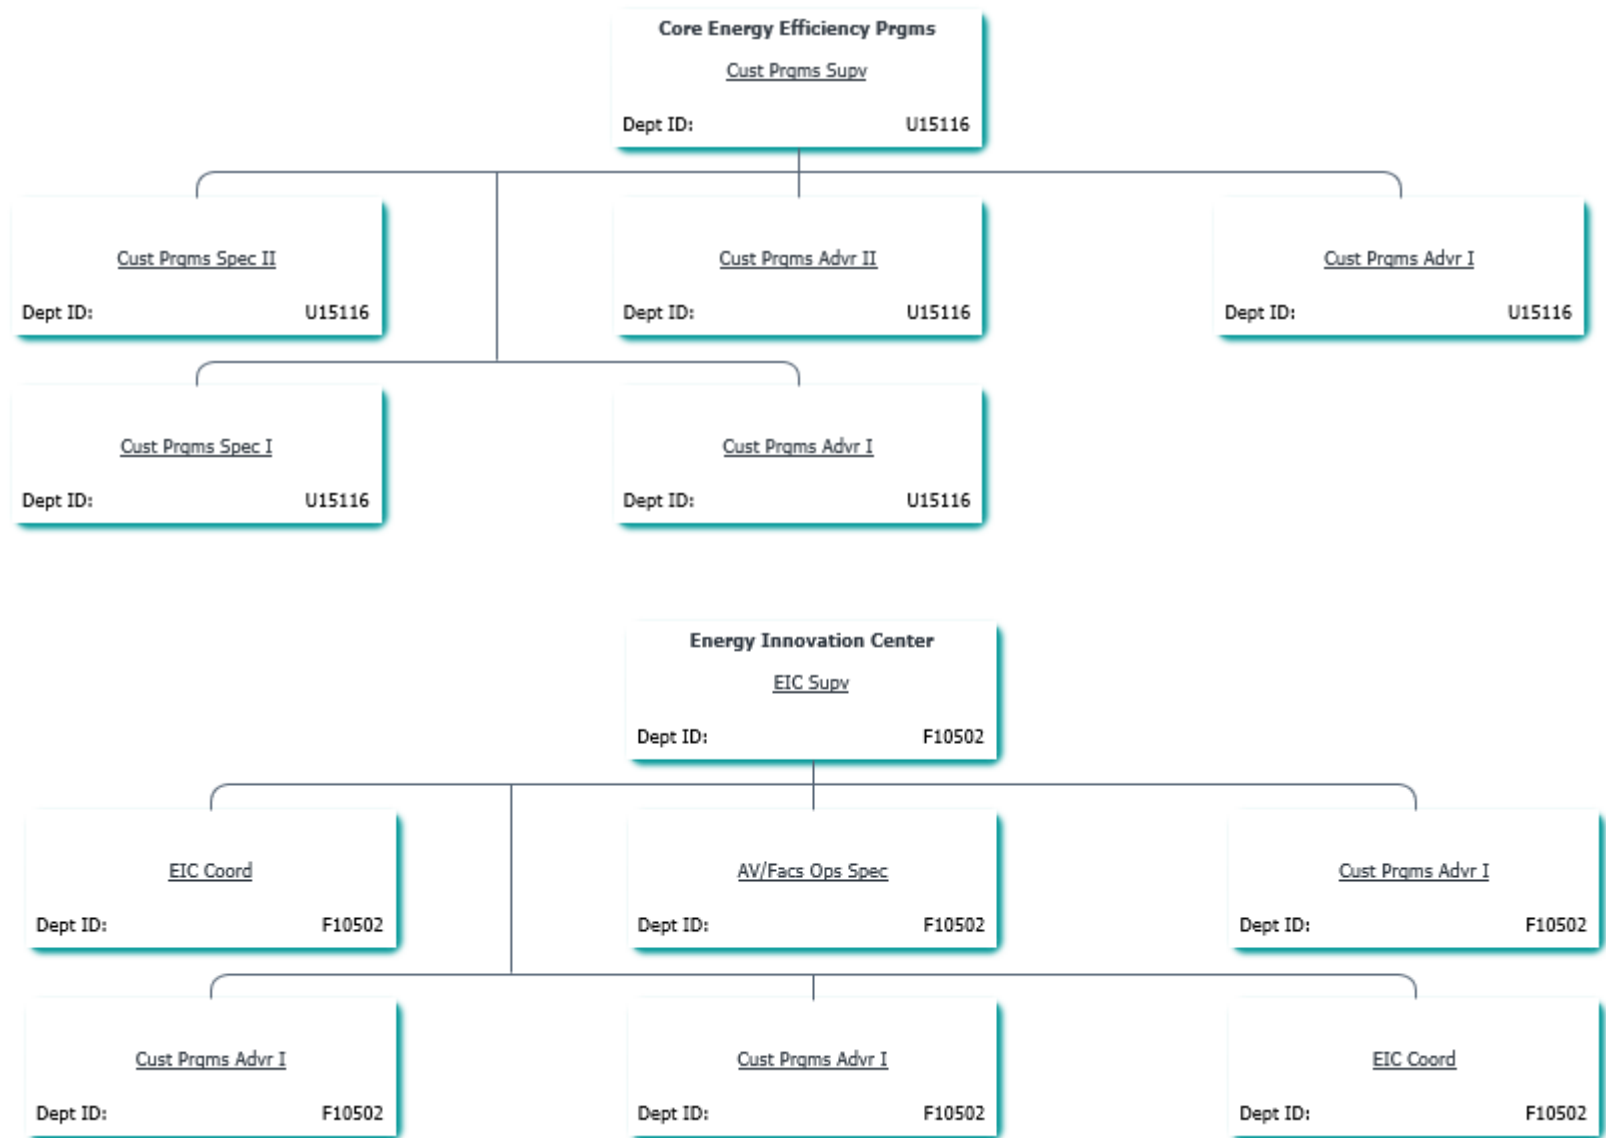 Core Energy Efficiency Prgms
Cust Prgms Supv
Dept ID: U15116
Cust Prgms Spec II
Dept ID: U15116
Cust Prgms Advr II
Dept ID: U15116
Cust Prgms Advr I
Dept ID: U15116
Cust Prgms Spec I
Dept ID: U15116
Cust Prgms Advr I
Dept ID: U15116
Energy Innovation Center
EIC Supv
Dept ID: F10502
EIC Coord
Dept ID: F10502
AV/Facs Ops Spec
Dept ID: F10502
Cust Prgms Advr I
Dept ID: F10502
Cust Prgms Advr I
Dept ID: F10502
Cust Prgms Advr I
Dept ID: F10502
EIC Coord
Dept ID: F10502